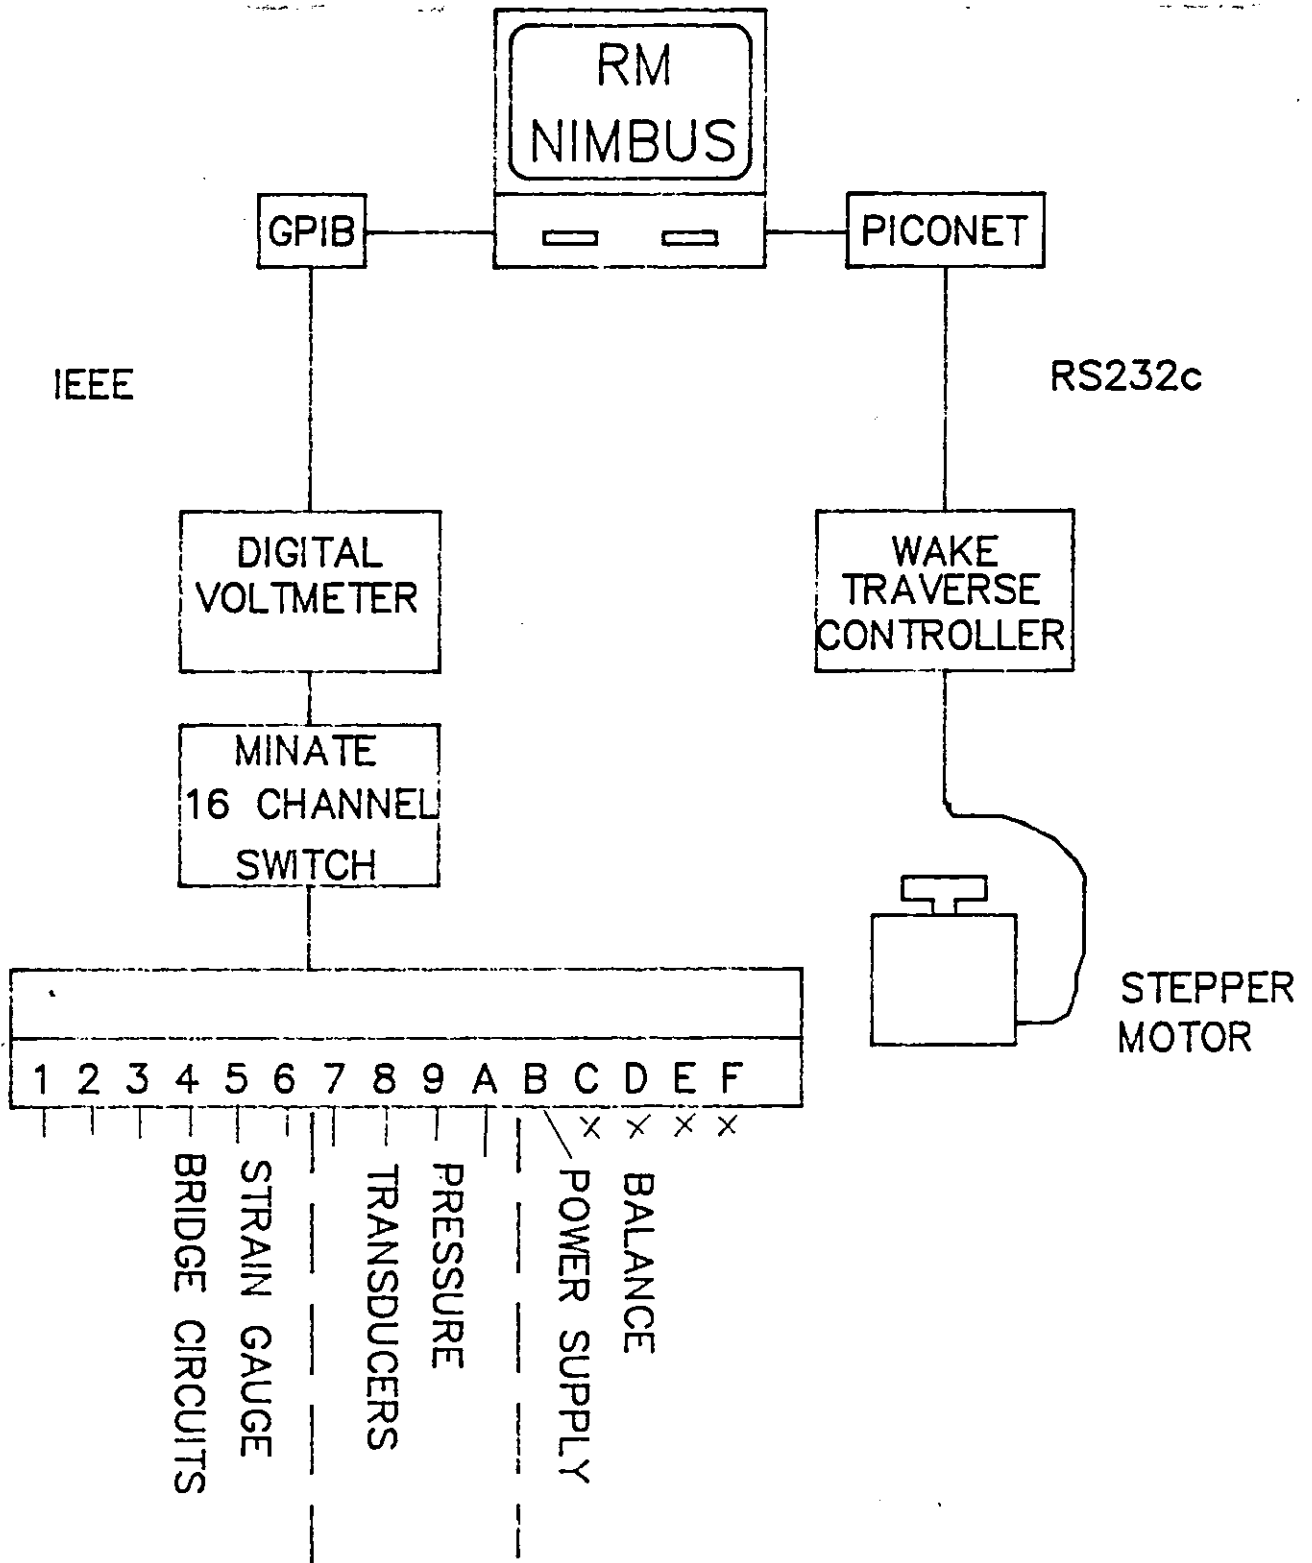 RM
NIMBUS
GPIB
PICONET
IEEE
RS232c
DIGITAL
VOLTMETER
WAKE
TRAVERSE
CONTROLLER
MINATE
16 CHANNEL
SWITCH
STEPPER
MOTOR
1 2 3 4 5 6 7 8 9 A B C D E F
X X X X
STRAIN GAUGE
BRIDGE CIRCUITS
PRESSURE
TRANSDUCERS
BALANCE
POWER SUPPLY